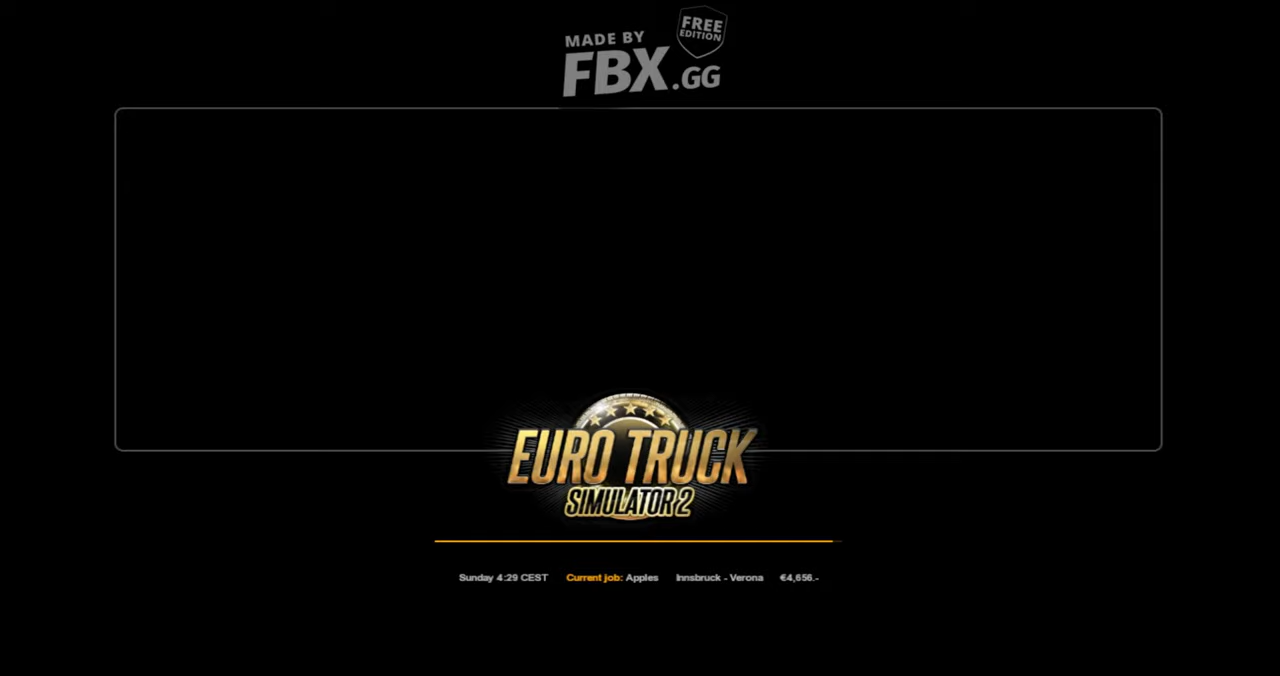 MADE BY
FREE
EDITION
FBX.GG
EURO TRUCK
SIMULATOR 2
Sunday 4:29 CEST Current job: Apples Innsbruck - Verona €4,656.-